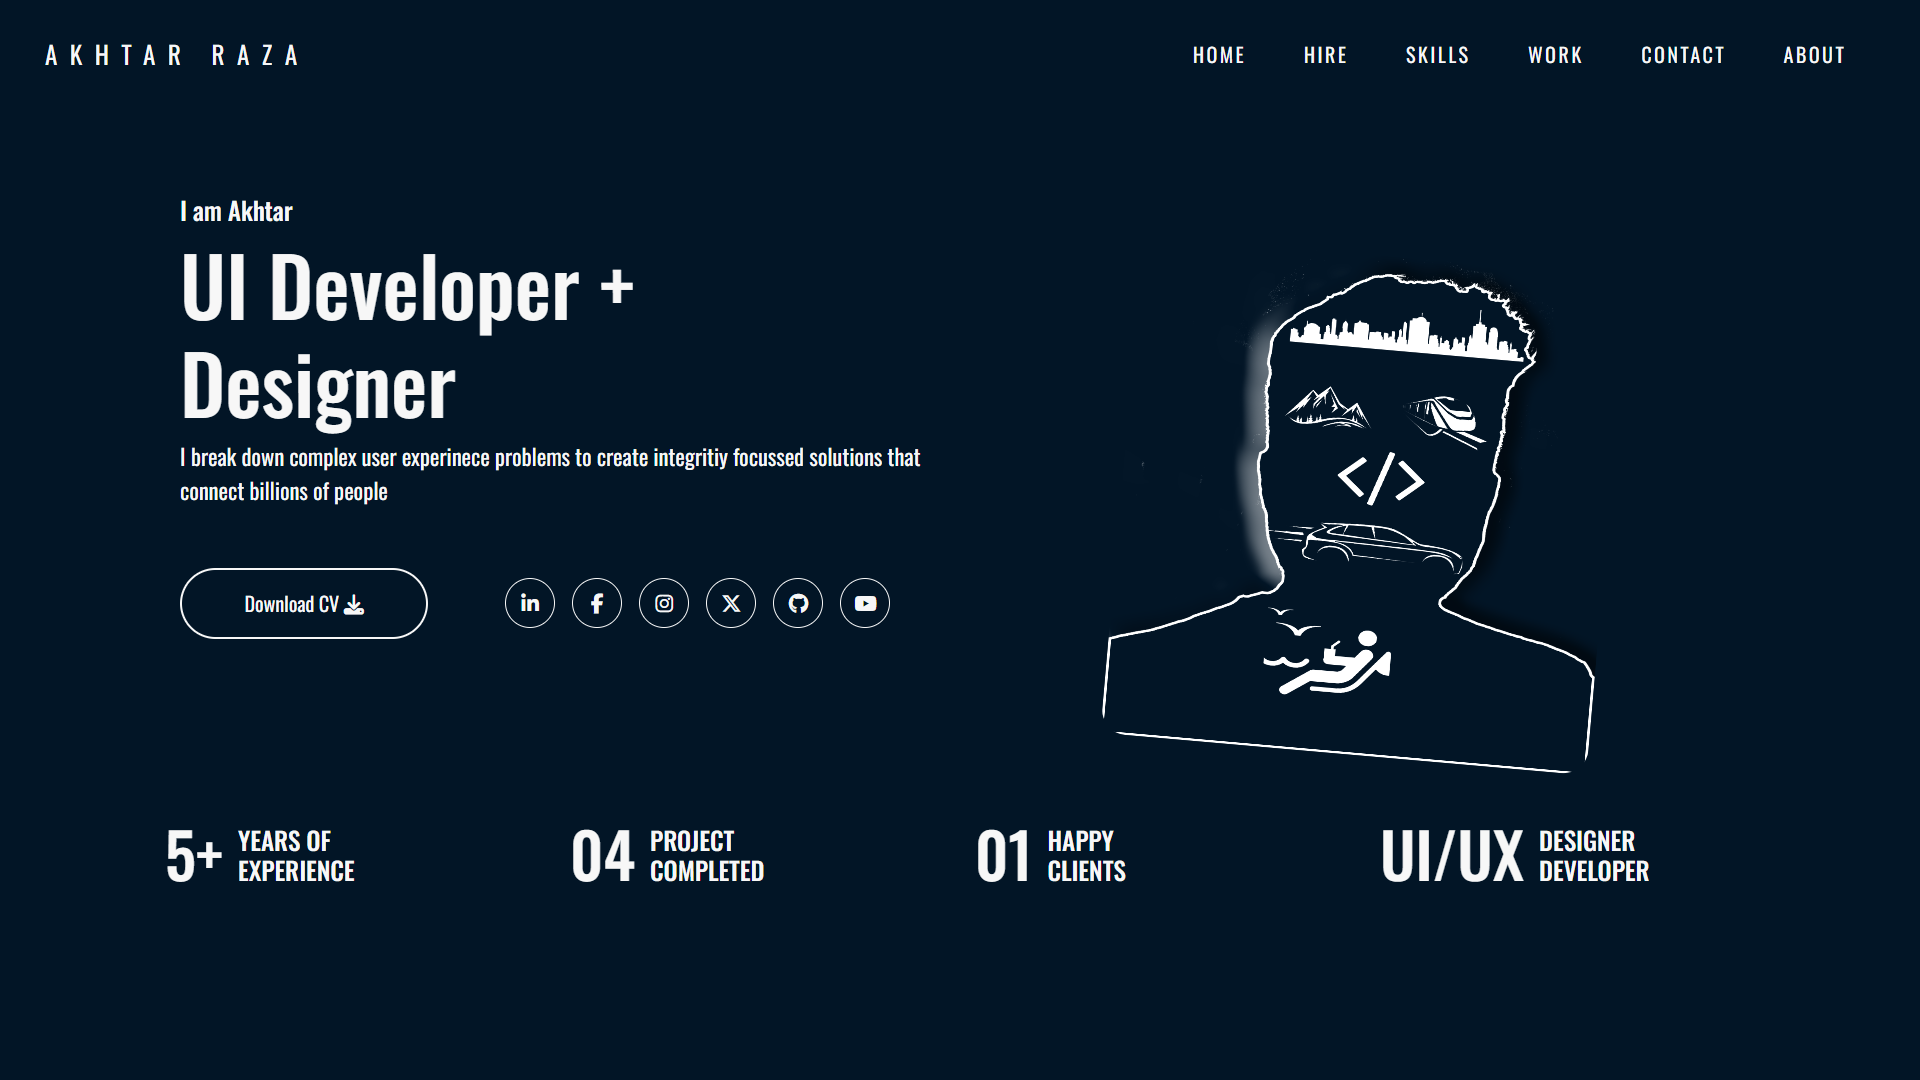 AKHTAR RAZA
HOME HIRE SKILLS WORK CONTACT ABOUT
I am Akhtar
UI Developer +
Designer
I break down complex user experinece problems to create integritiy focussed solutions that
connect billions of people
Download CV
</>
5+ YEARS OF
EXPERIENCE
04 PROJECT
COMPLETED
01 HAPPY
CLIENTS
UI/UX DESIGNER
DEVELOPER